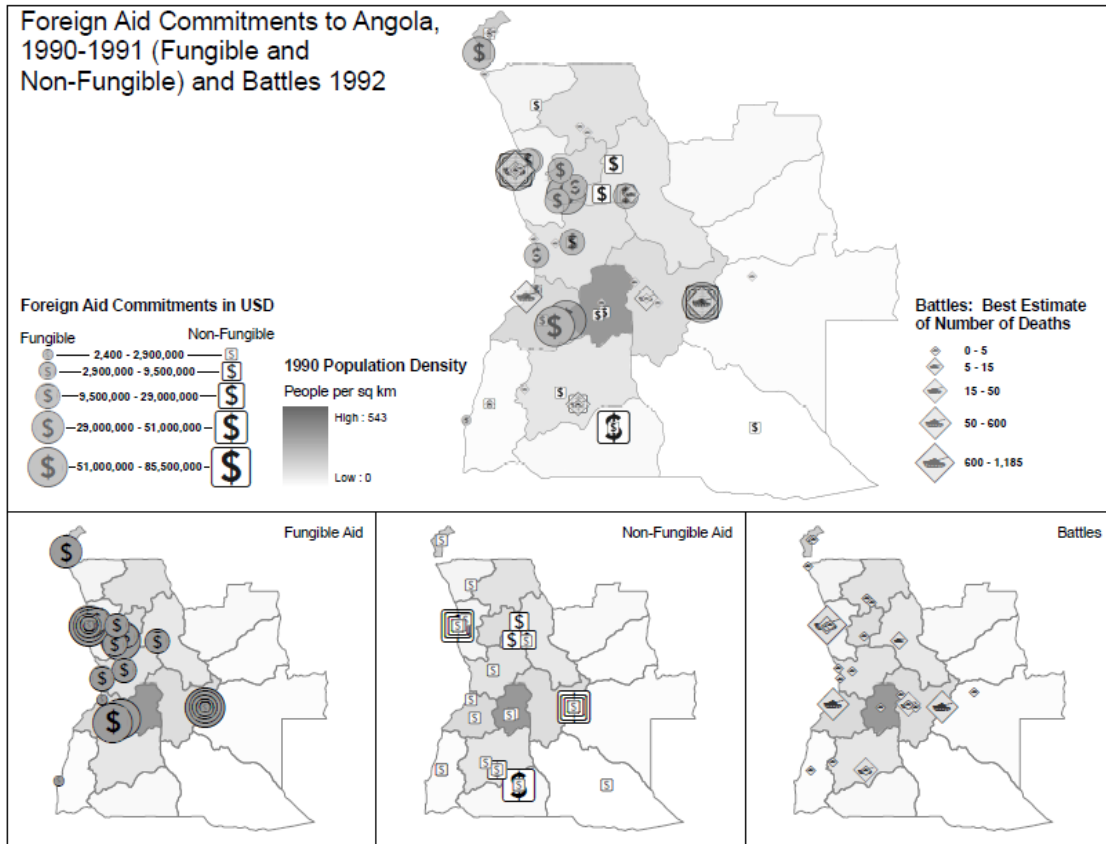 Foreign Aid Commitments to Angola,
1990-1991 (Fungible and
Non-Fungible) and Battles 1992
Foreign Aid Commitments in USD
Fungible Non-Fungible
$ 2,400 - 2,900,000 $
$ 2,900,000 - 9,500,000 $
$ 9,500,000 - 29,000,000 $
$ 29,000,000 - 51,000,000 $
$ 51,000,000 - 85,500,000 $
1990 Population Density
People per sq km
High : 543
Low : 0
Battles: Best Estimate
of Number of Deaths
0 - 5
5 - 15
15 - 50
50 - 600
600 - 1,185
Fungible Aid
Non-Fungible Aid
Battles